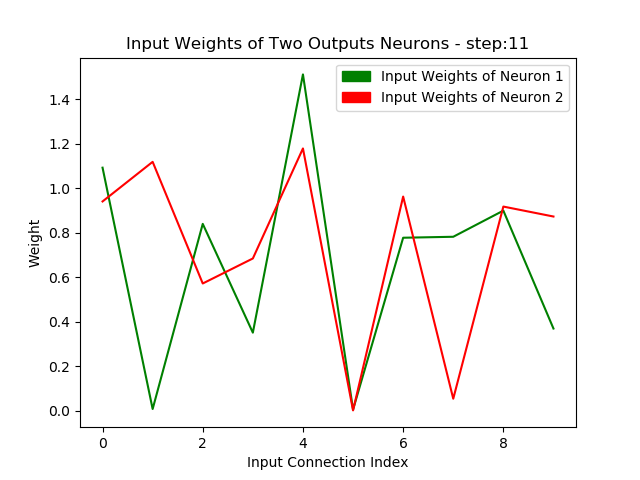 Input Weights of Two Outputs Neurons - step:11
Input Weights of Neuron 1
Input Weights of Neuron 2
Weight
1.4
1.2
1.0
0.8
0.6
0.4
0.2
0.0
0 2 4 6 8
Input Connection Index